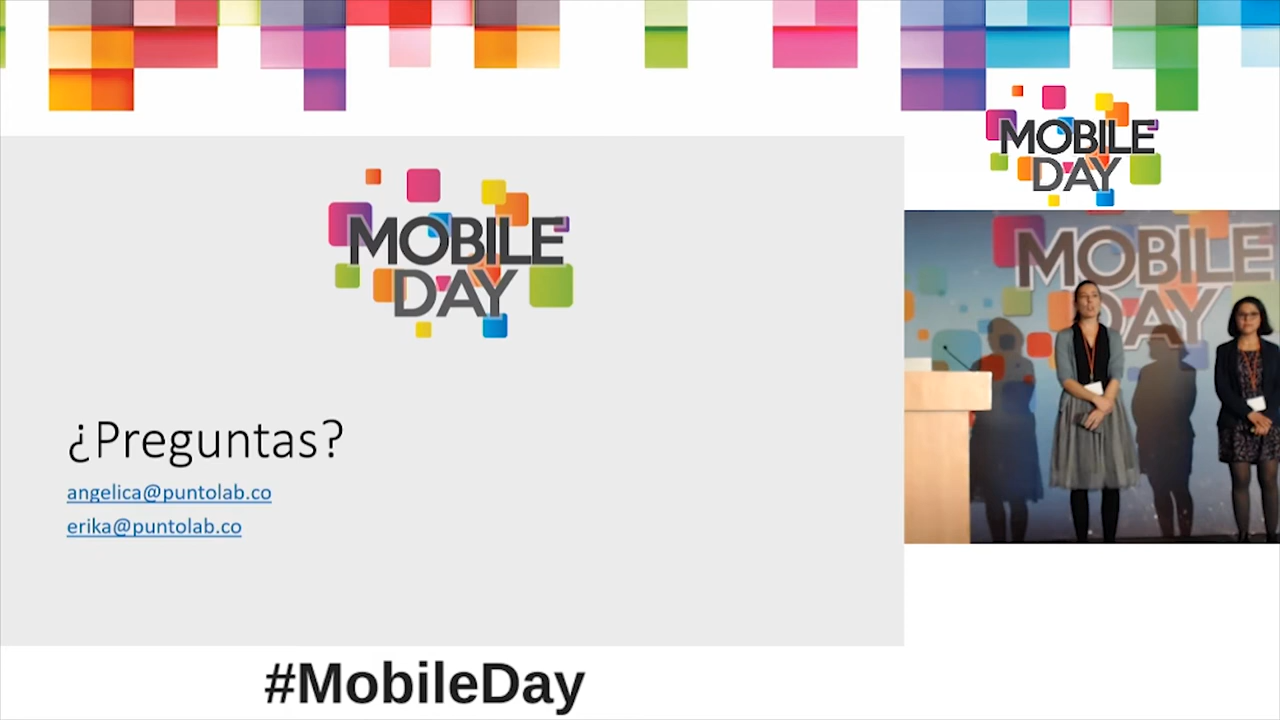 MOBILE
DAY
MOBILE
DAY
MOBILE
DAY
¿Preguntas?
angelica@puntolab.co
erika@puntolab.co
#MobileDay